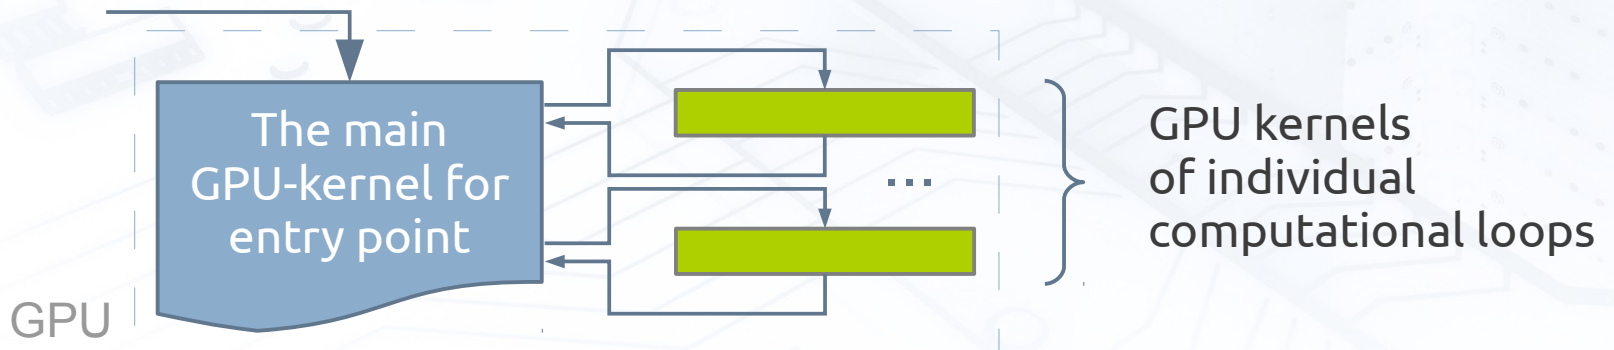 The main
GPU-kernel for
entry point
...
GPU kernels
of individual
computational loops
GPU